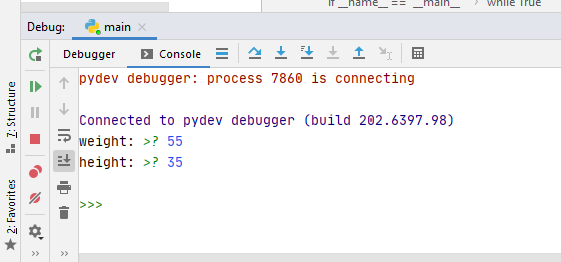 if __name__ == '__main__' › while True
Debug: main ×
Debugger Console
pydev debugger: process 7860 is connecting
Connected to pydev debugger (build 202.6397.98)
weight: >? 55
height: >? 35
>>>
7: Structure
2: Favorites